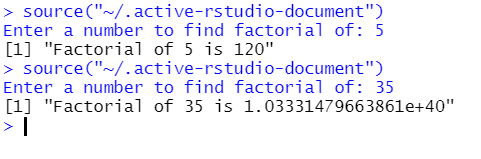 > source("~/.active-rstudio-document")
Enter a number to find factorial of: 5
[1] "Factorial of 5 is 120"
> source("~/.active-rstudio-document")
Enter a number to find factorial of: 35
[1] "Factorial of 35 is 1.03331479663861e+40"
>